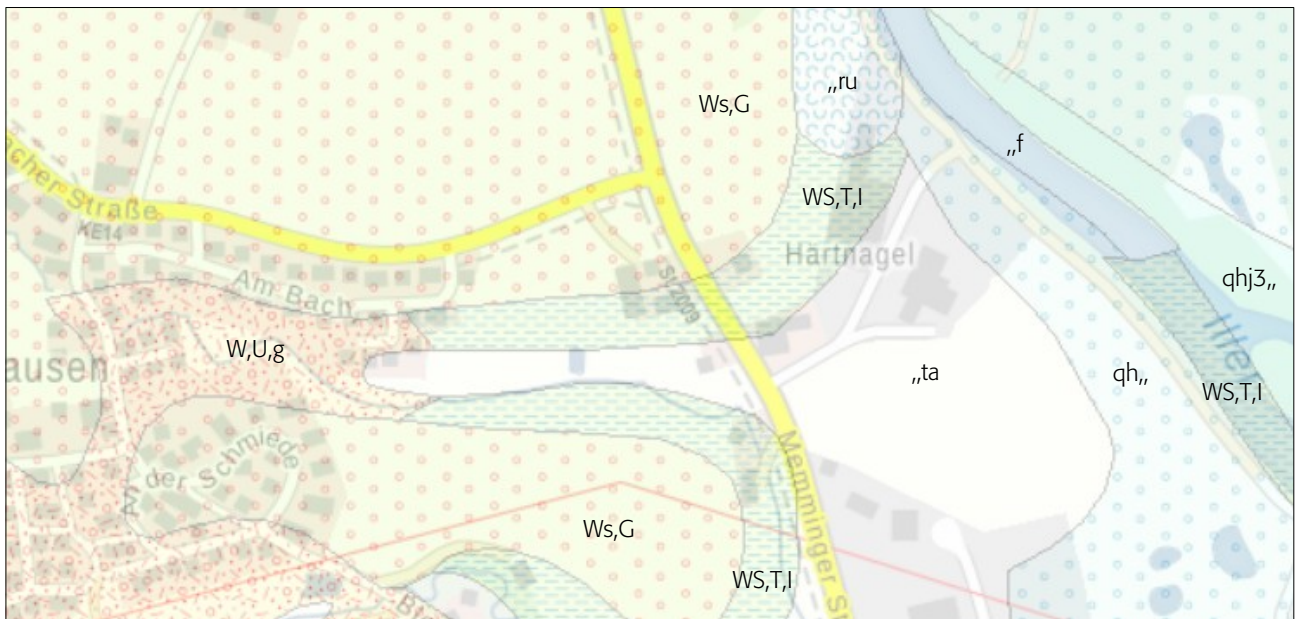 „ru
Ws,G
„f
WS,T,I
acher Straße
KE14
Härtnagel
qhj3„
Am Bach
St2009
Iller
W,U,g
ausen
„ta
qh„
WS,T,I
An der Schmiede
Memminger St
Ws,G
WS,T,I